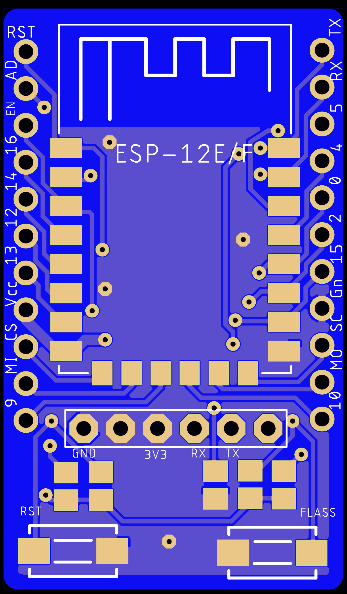 RST
AD
EN
16
14
12
13
Vcc
CS
MI
9
TX
RX
5
4
0
2
15
Gn
SC
MO
10
ESP-12E/F
GND 3V3 RX TX
RST
FLASS